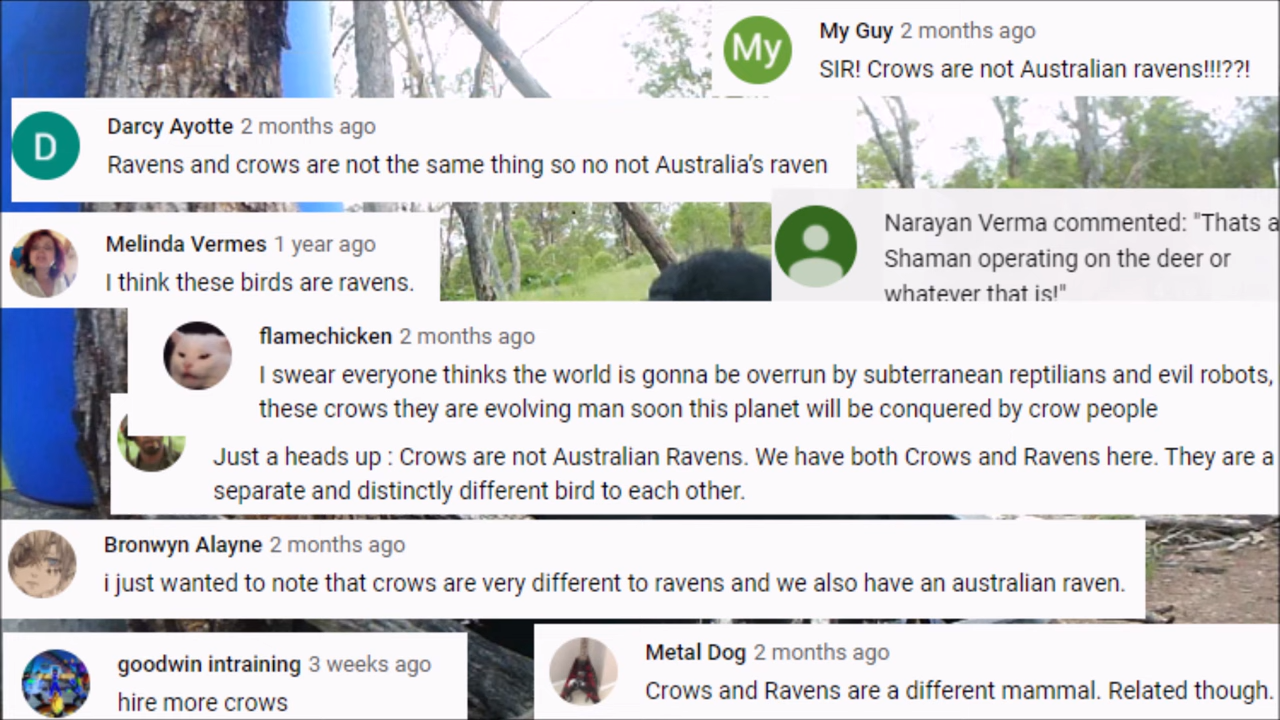 My
My Guy 2 months ago
SIR! Crows are not Australian ravens!!!??!
D
Darcy Ayotte 2 months ago
Ravens and crows are not the same thing so no not Australia's raven
Narayan Verma commented: "Thats a
Shaman operating on the deer or
whatever that is!"
Melinda Vermes 1 year ago
I think these birds are ravens.
flamechicken 2 months ago
I swear everyone thinks the world is gonna be overrun by subterranean reptilians and evil robots,
these crows they are evolving man soon this planet will be conquered by crow people
Just a heads up : Crows are not Australian Ravens. We have both Crows and Ravens here. They are a
separate and distinctly different bird to each other.
Bronwyn Alayne 2 months ago
i just wanted to note that crows are very different to ravens and we also have an australian raven.
goodwin intraining 3 weeks ago
hire more crows
Metal Dog 2 months ago
Crows and Ravens are a different mammal. Related though.